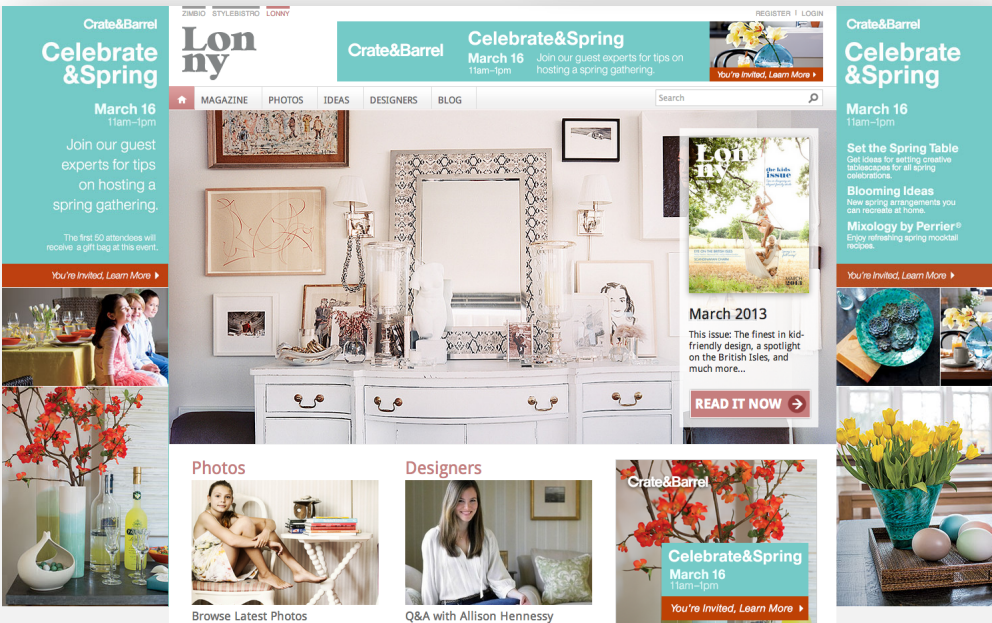 Crate&Barrel
Celebrate
&Spring
March 16
11am–1pm
Join our guest
experts for tips
on hosting a
spring gathering.
The first 50 attendees will
receive a gift bag at this event.
You're Invited, Learn More
ZIMBIO STYLEBISTRO LONNY
REGISTER | LOGIN
Lon
ny
Crate&Barrel
Celebrate&Spring
March 16
11am–1pm
Join our guest experts for tips on
hosting a spring gathering.
You're Invited, Learn More
MAGAZINE PHOTOS IDEAS DESIGNERS BLOG
Search
Lon
ny
the kids
issue
MARCH
2013
March 2013
This issue: The finest in kid-
friendly design, a spotlight
on the British Isles, and
much more...
READ IT NOW
Photos
Browse Latest Photos
Designers
Q&A with Allison Hennessy
Crate&Barrel
Celebrate&Spring
March 16
11am–1pm
You're Invited, Learn More
Crate&Barrel
Celebrate
&Spring
March 16
11am–1pm
Set the Spring Table
Get ideas for setting creative
tablescapes for all spring
celebrations.
Blooming Ideas
New spring arrangements you
can recreate at home.
Mixology by Perrier®
Enjoy refreshing spring mocktail
recipes.
You're Invited, Learn More